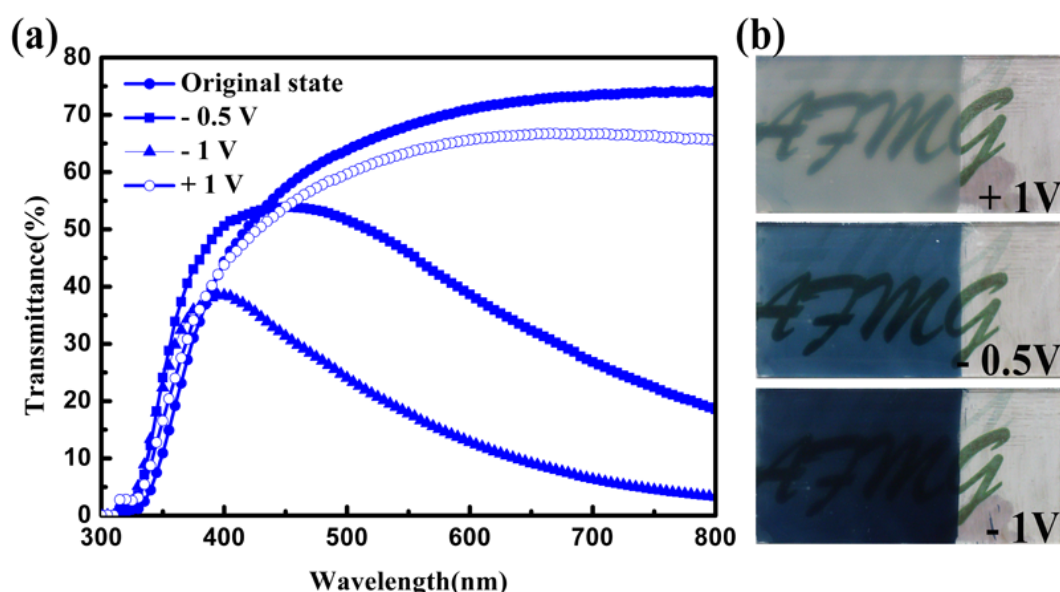 (a)
80
70
60
50
40
30
20
10
0
Transmittance(%)
Original state
- 0.5 V
- 1 V
+ 1 V
300 400 500 600 700 800
Wavelength(nm)
(b)
AFMG
+ 1V
AFMG
- 0.5V
AFMG
- 1V